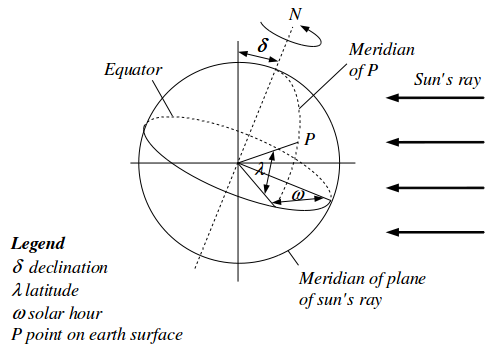 N
δ
Meridian
of P
Equator
Sun's ray
P
λ
ω
Legend
δ declination
λ latitude
ω solar hour
P point on earth surface
Meridian of plane
of sun's ray